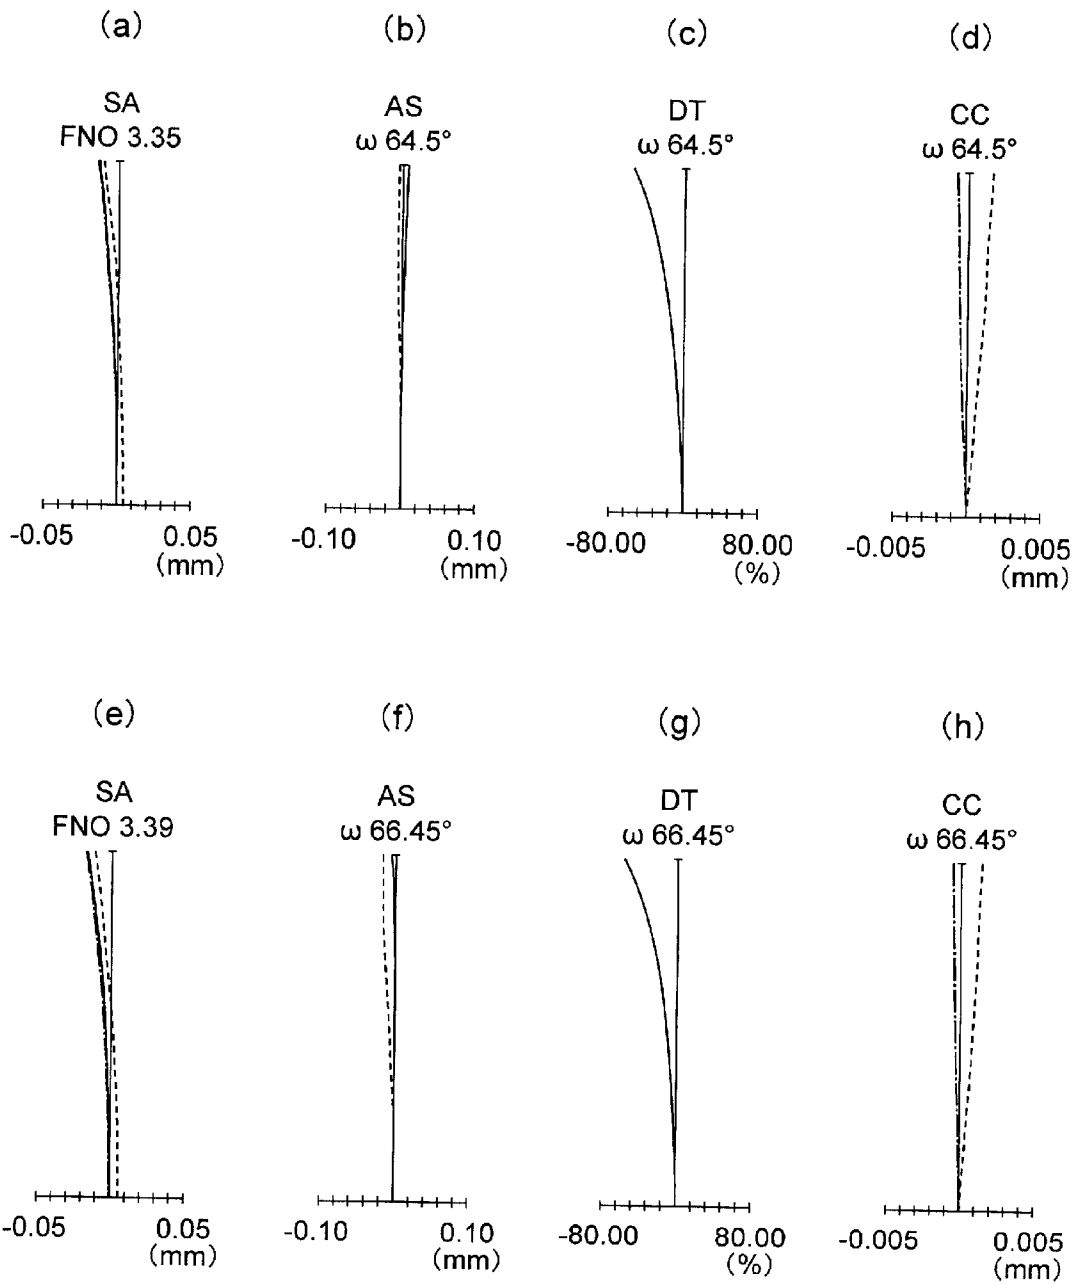 (a) (b) (c) (d)
SA AS DT CC
FNO 3.35 ω 64.5° ω 64.5° ω 64.5°
-0.05 0.05 -0.10 0.10 -80.00 80.00 -0.005 0.005
(mm) (mm) (%) (mm)
(e) (f) (g) (h)
SA AS DT CC
FNO 3.39 ω 66.45° ω 66.45° ω 66.45°
-0.05 0.05 -0.10 0.10 -80.00 80.00 -0.005 0.005
(mm) (mm) (%) (mm)